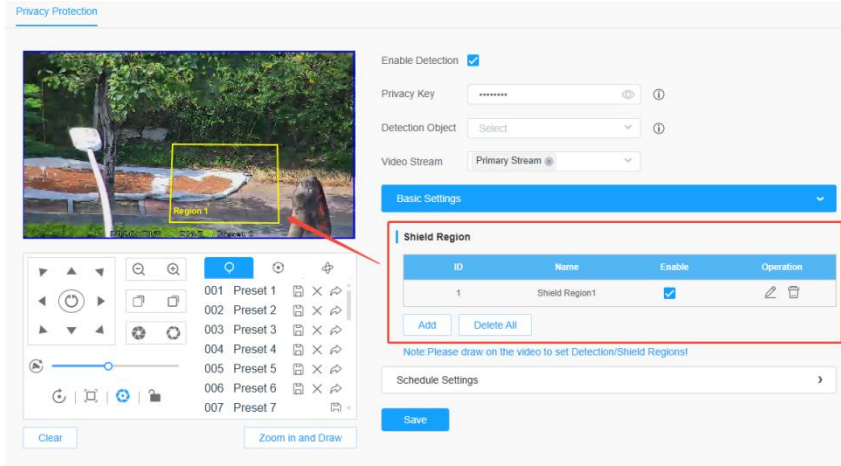 Privacy Protection
Enable Detection
Privacy Key ********
Detection Object Select
Video Stream Primary Stream
Basic Settings
Shield Region
ID Name Enable Operation
1 Shield Region1
Add Delete All
Note:Please draw on the video to set Detection/Shield Regions!
Schedule Settings
Save
Region 1
001 Preset 1
002 Preset 2
003 Preset 3
004 Preset 4
005 Preset 5
006 Preset 6
007 Preset 7
Clear Zoom in and Draw